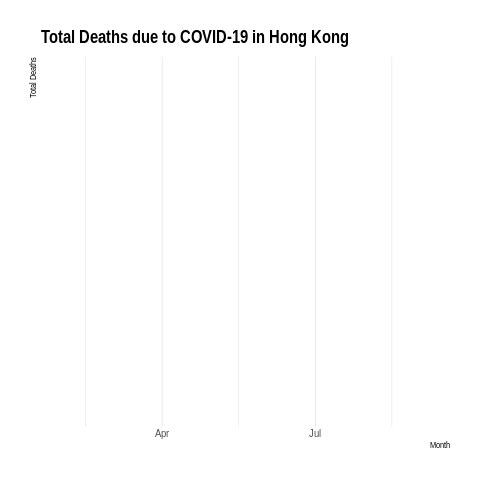 Total Deaths due to COVID-19 in Hong Kong
Total Deaths
Apr
Jul
Month